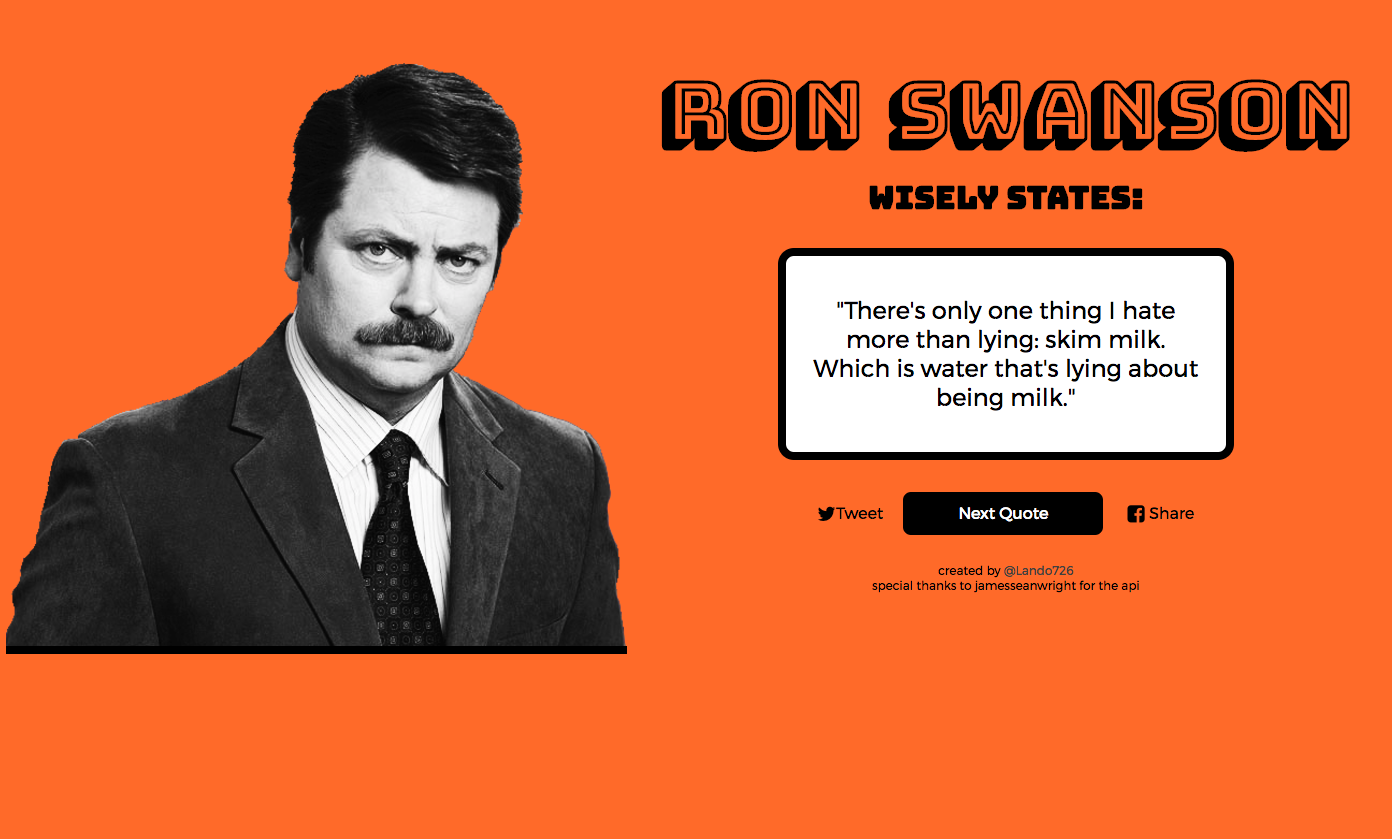 RON SWANSON
WISELY STATES:
"There's only one thing I hate
more than lying: skim milk.
Which is water that's lying about
being milk."
Tweet
Next Quote
Share
created by @Lando726
special thanks to jamesseanwright for the api